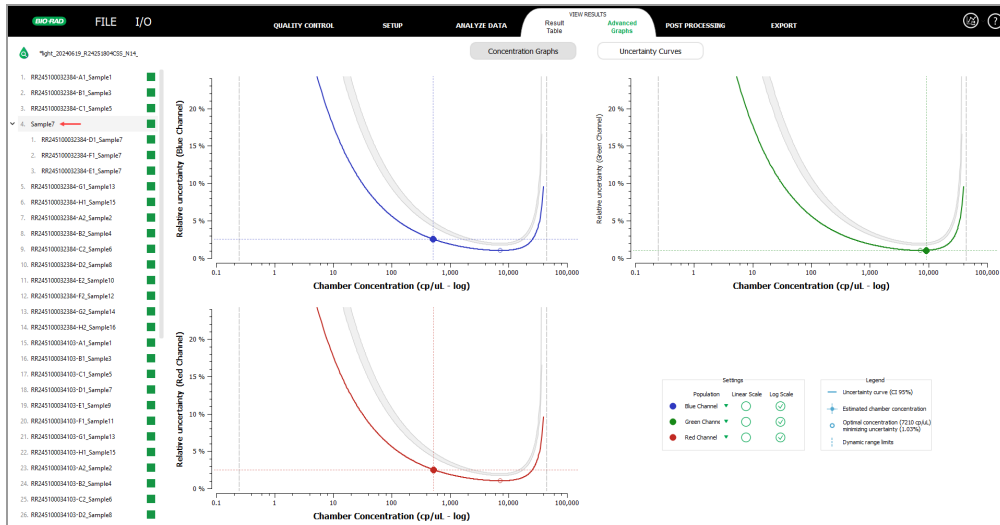 BIO-RAD
FILE I/O
QUALITY CONTROL
SETUP
ANALYZE DATA
VIEW RESULTS
Result Table
Advanced Graphs
POST PROCESSING
EXPORT
?
*light_20240619_R24251804CSS_N14_
Concentration Graphs
Uncertainty Curves
1. RR245100032384-A1_Sample1
2. RR245100032384-B1_Sample3
3. RR245100032384-C1_Sample5
4. Sample7
1. RR245100032384-D1_Sample7
2. RR245100032384-F1_Sample7
3. RR245100032384-E1_Sample7
5. RR245100032384-G1_Sample13
6. RR245100032384-H1_Sample15
7. RR245100032384-A2_Sample2
8. RR245100032384-B2_Sample4
9. RR245100032384-C2_Sample6
10. RR245100032384-D2_Sample8
11. RR245100032384-E2_Sample10
12. RR245100032384-F2_Sample12
13. RR245100032384-G2_Sample14
14. RR245100032384-H2_Sample16
15. RR245100034103-A1_Sample1
16. RR245100034103-B1_Sample3
17. RR245100034103-C1_Sample5
18. RR245100034103-D1_Sample7
19. RR245100034103-E1_Sample9
20. RR245100034103-F1_Sample11
21. RR245100034103-G1_Sample13
22. RR245100034103-H1_Sample15
23. RR245100034103-A2_Sample2
24. RR245100034103-B2_Sample4
25. RR245100034103-C2_Sample6
26. RR245100034103-D2_Sample8
Relative uncertainty (Blue Channel)
20 %
15 %
10 %
5 %
0 %
0.1 1 10 100 1,000 10,000 100,000
Chamber Concentration (cp/uL - log)
Relative uncertainty (Green Channel)
20 %
15 %
10 %
5 %
0 %
0.1 1 10 100 1,000 10,000 100,000
Chamber Concentration (cp/uL - log)
Relative uncertainty (Red Channel)
20 %
15 %
10 %
5 %
0 %
0.1 1 10 100 1,000 10,000 100,000
Chamber Concentration (cp/uL - log)
Settings
Population Linear Scale Log Scale
Blue Channel
Green Channe
Red Channel
Legend
Uncertainty curve (CI 95%)
Estimated chamber concentration
Optimal concentration (7210 cp/uL)
minimizing uncertainty (1.03%)
Dynamic range limits